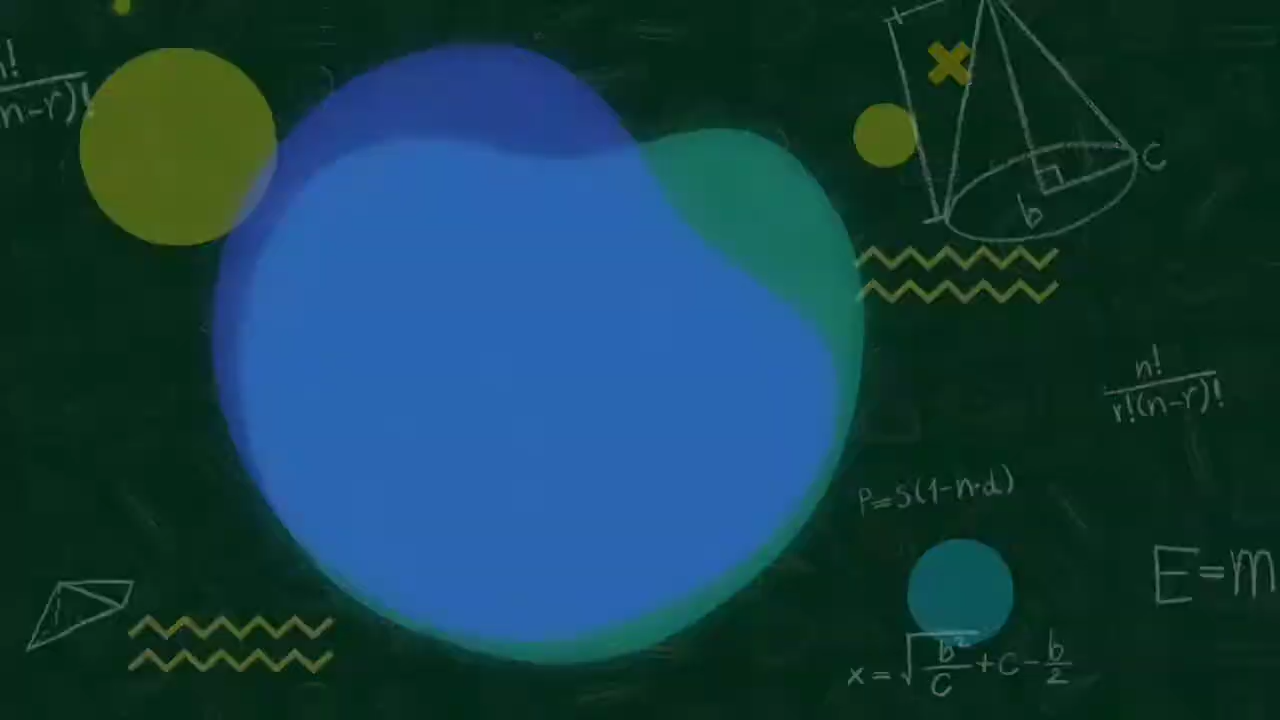 n!
(n-r)!
C
b
n!
r!(n-r)!
P=S(1-n·d)
E=m
x=√b²/C+C-b/2